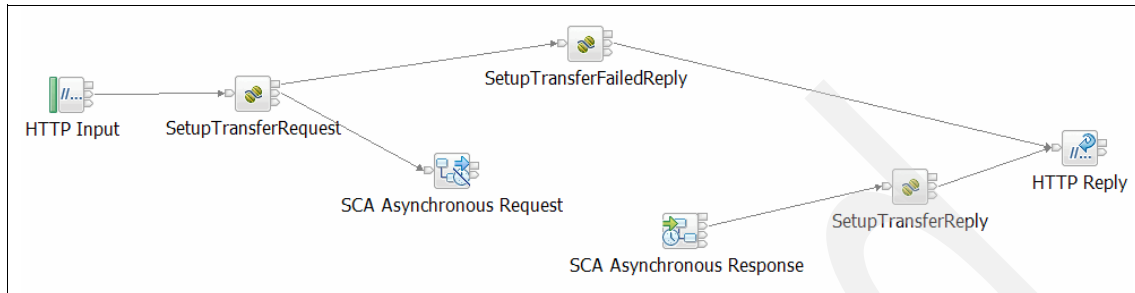 SetupTransferFailedReply
HTTP Input
SetupTransferRequest
HTTP Reply
SCA Asynchronous Request
SetupTransferReply
SCA Asynchronous Response